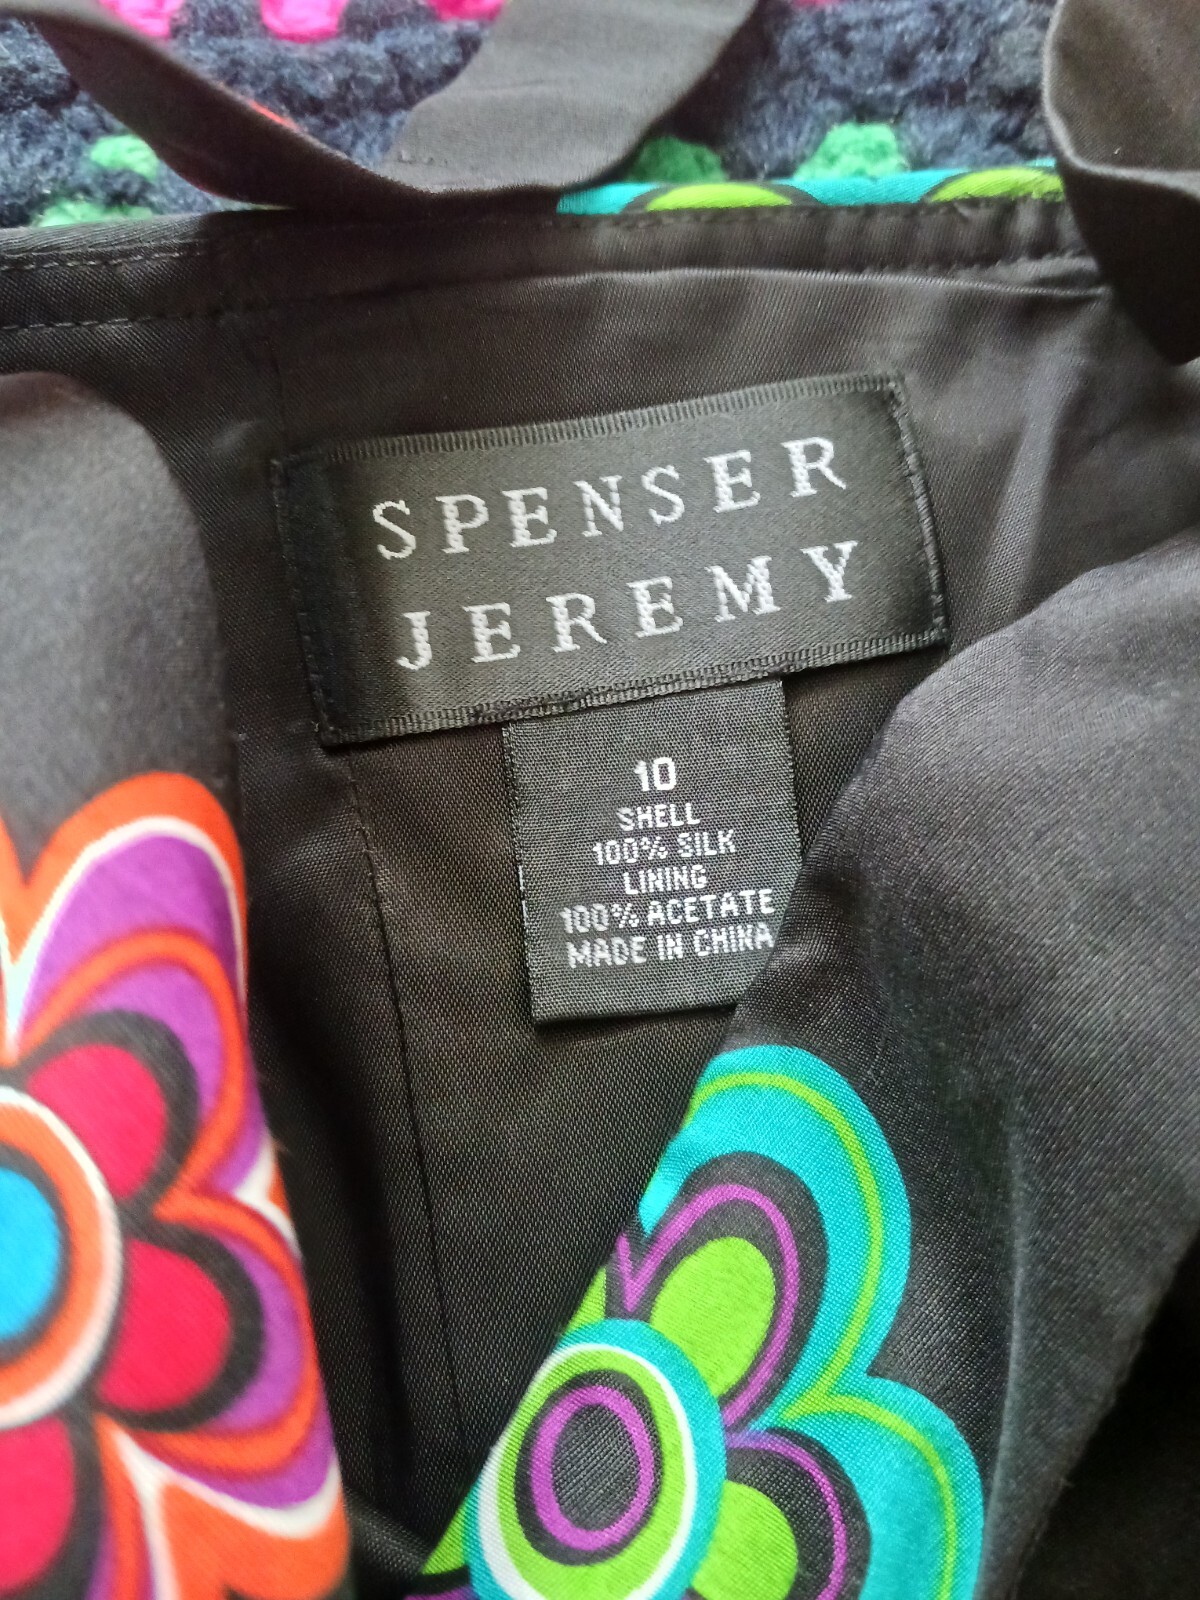 SPENSER
JEREMY
10
SHELL
100% SILK
LINING
100% ACETATE
MADE IN CHINA